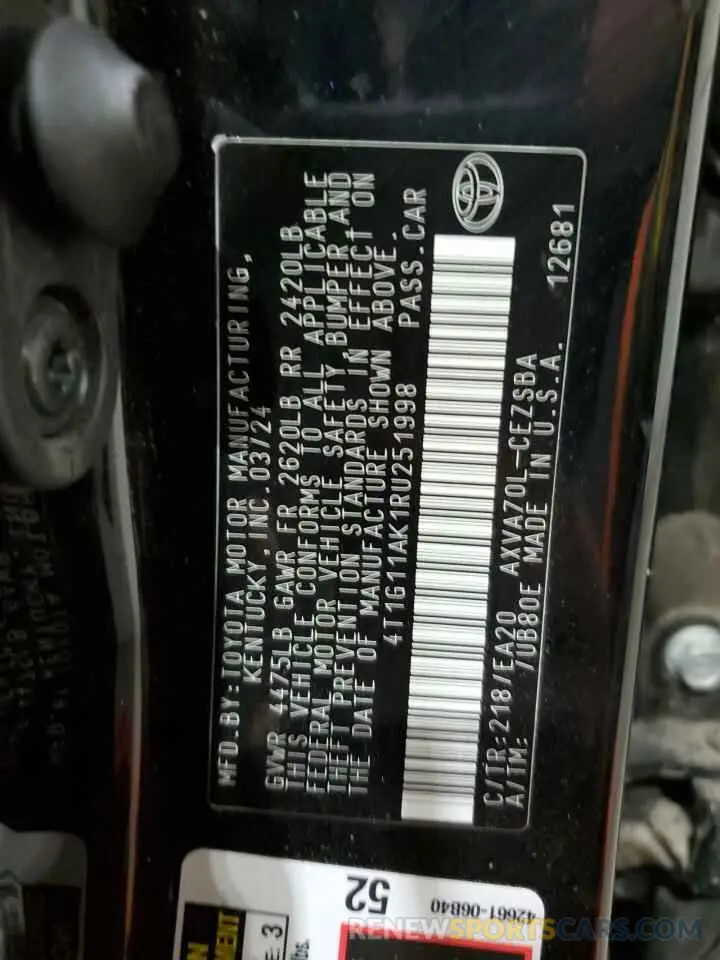 MFD.BY:TOYOTA MOTOR MANUFACTURING,
KENTUCKY,INC.03/24
GVWR 4475LB GAWR FR 2620LB RR 2420LB
THIS VEHICLE CONFORMS TO ALL APPLICABLE
FEDERAL MOTOR VEHICLE SAFETY,BUMPER,AND
THEFT PREVENTION STANDARDS IN EFFECT ON
THE DATE OF MANUFACTURE SHOWN ABOVE.
4T1G11AK1RU251998 PASS.CAR
C/TR:218/EA20 AXVA70L-CEZSBA
A/TM: /UB80E MADE IN U.S.A. 12681
52
42661-06B40
3
RENEWSPORTSCARS.COM